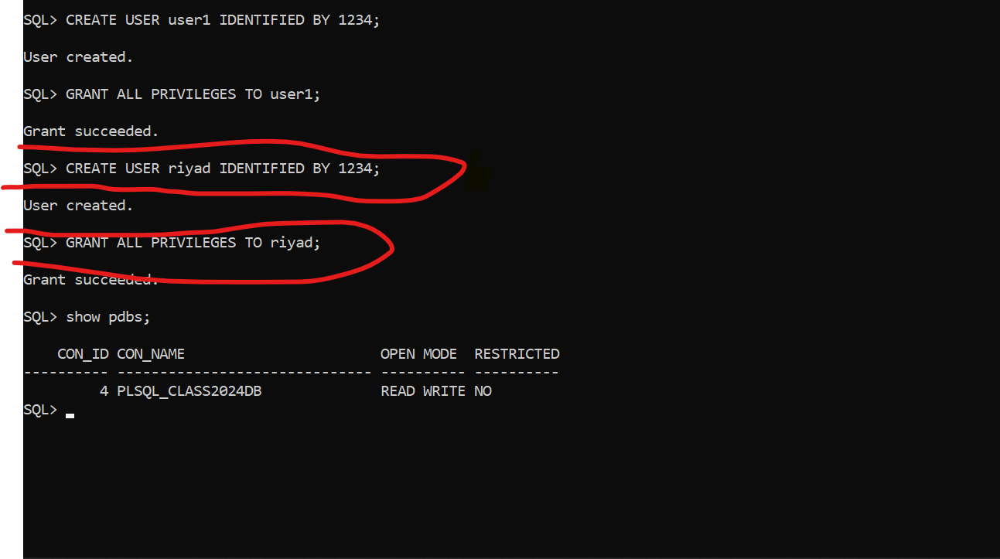 SQL> CREATE USER user1 IDENTIFIED BY 1234;
User created.
SQL> GRANT ALL PRIVILEGES TO user1;
Grant succeeded.
SQL> CREATE USER riyad IDENTIFIED BY 1234;
User created.
SQL> GRANT ALL PRIVILEGES TO riyad;
Grant succeeded.
SQL> show pdbs;
    CON_ID CON_NAME                       OPEN MODE  RESTRICTED
---------- ------------------------------ ---------- ----------
         4 PLSQL_CLASS2024DB              READ WRITE NO
SQL>